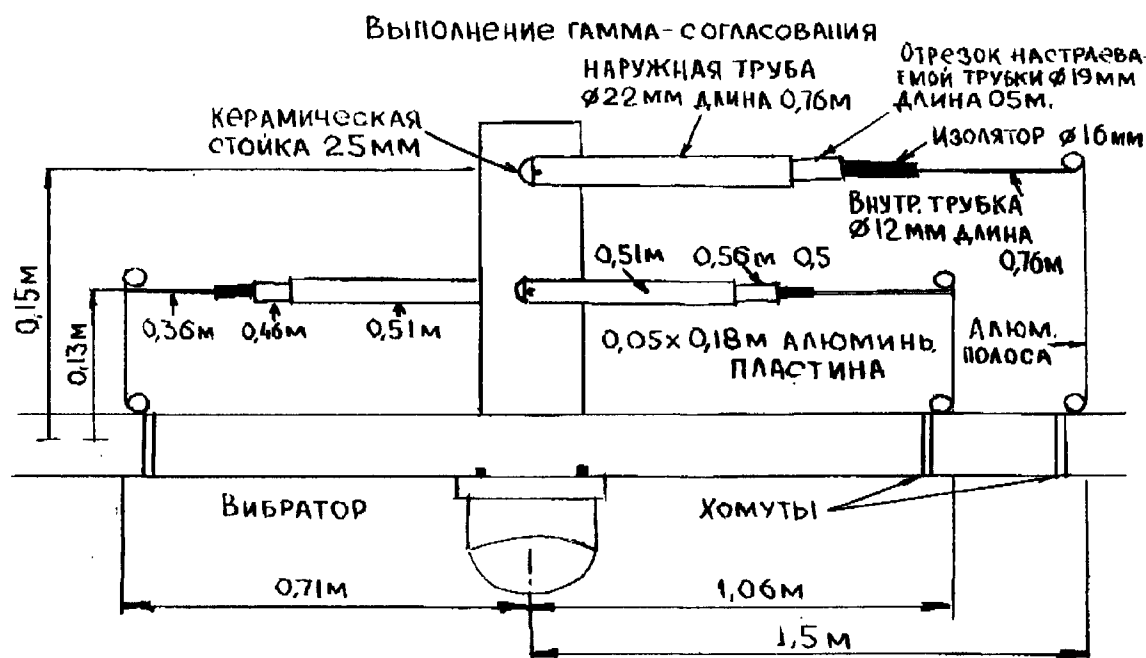 ВЫПОЛНЕНИЕ ГАММА-СОГЛАСОВАНИЯ
КЕРАМИЧЕСКАЯ
СТОЙКА 25ММ
НАРУЖНАЯ ТРУБА
Ø22ММ ДЛИНА 0,76М
ОТРЕЗОК НАСТРАЕВА-
ЕМОЙ ТРУБКИ Ø19ММ
ДЛИНА 05М.
ИЗОЛЯТОР Ø16ММ
ВНУТР. ТРУБКА
Ø12ММ ДЛИНА
0,76М
0,15М
0,13М
0,36М 0,46М 0,51М
0,51М 0,56М 0,5
0,05х0,18М АЛЮМИНЬ.
ПЛАСТИНА
АЛЮМ.
ПОЛОСА
ВИБРАТОР
ХОМУТЫ
0,71М
1,06М
1,5М